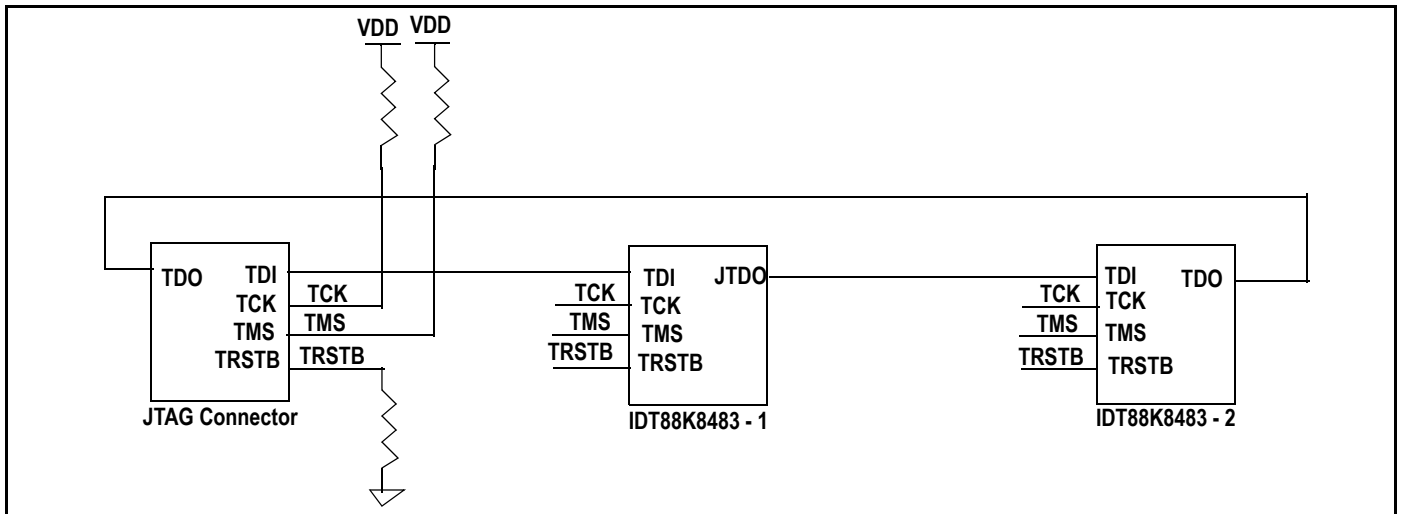 VDD VDD
TDO TDI
TCK TCK
TMS TMS
TRSTB TRSTB
JTAG Connector
TDI JTDO
TCK TCK
TMS TMS
TRSTB TRSTB
IDT88K8483 - 1
TDI TDO
TCK TCK
TMS TMS
TRSTB TRSTB
IDT88K8483 - 2